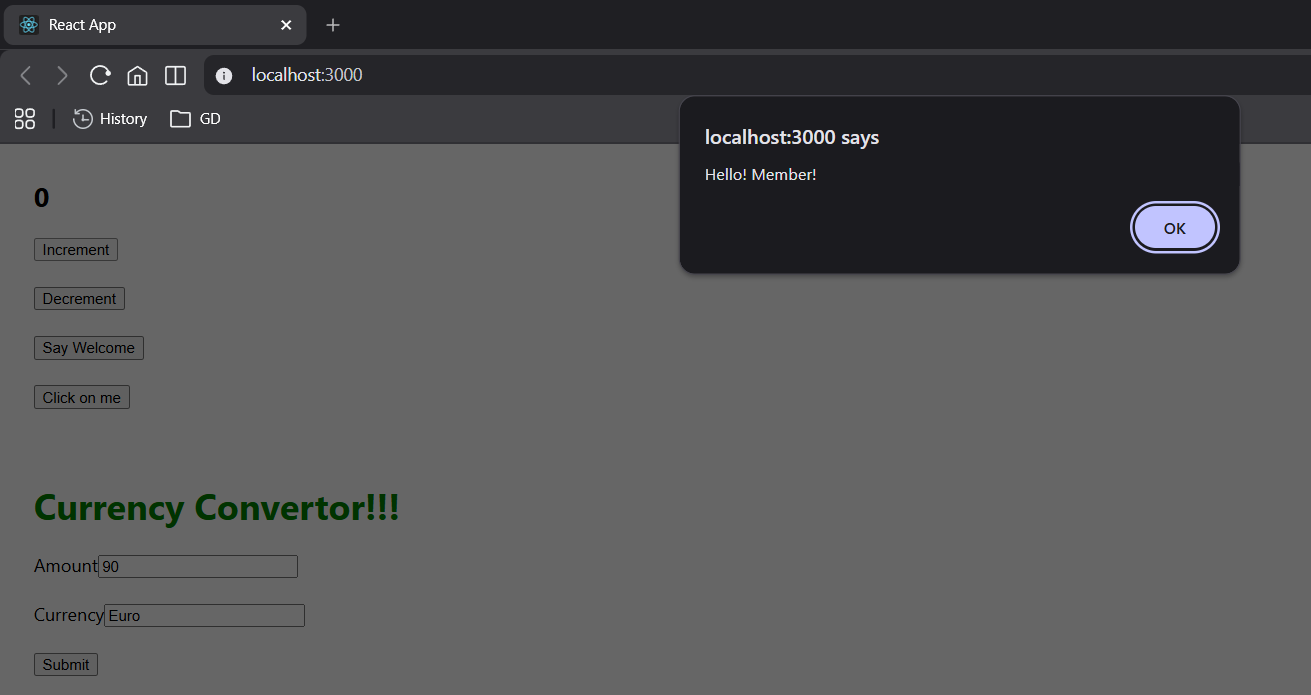 React App
localhost:3000
History
GD
localhost:3000 says
Hello! Member!
OK
0
Increment
Decrement
Say Welcome
Click on me
Currency Convertor!!!
Amount 90
Currency Euro
Submit